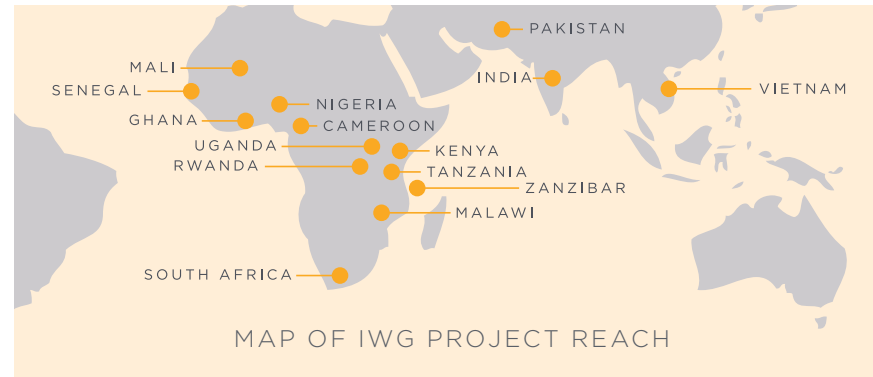 PAKISTAN
MALI
INDIA
SENEGAL
VIETNAM
NIGERIA
GHANA
CAMEROON
UGANDA
KENYA
RWANDA
TANZANIA
ZANZIBAR
MALAWI
SOUTH AFRICA
MAP OF IWG PROJECT REACH